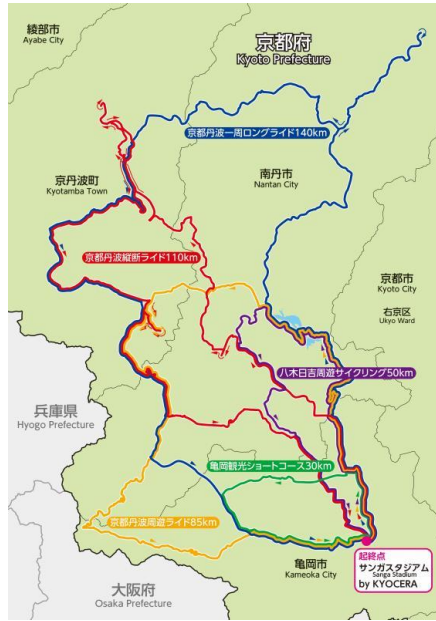 綾部市
Ayabe City
京都府
Kyoto Prefecture
京都丹波一周ロングライド140km
京丹波町
Kyotamba Town
南丹市
Nantan City
京都丹波縦断ライド110km
京都市
Kyoto City
右京区
Ukyo Ward
八木日吉周遊サイクリング50km
兵庫県
Hyogo Prefecture
亀岡観光ショートコース30km
京都丹波周遊ライド85km
起終点
サンガスタジアム
Sanga Stadium
by KYOCERA
亀岡市
Kameoka City
大阪府
Osaka Prefecture